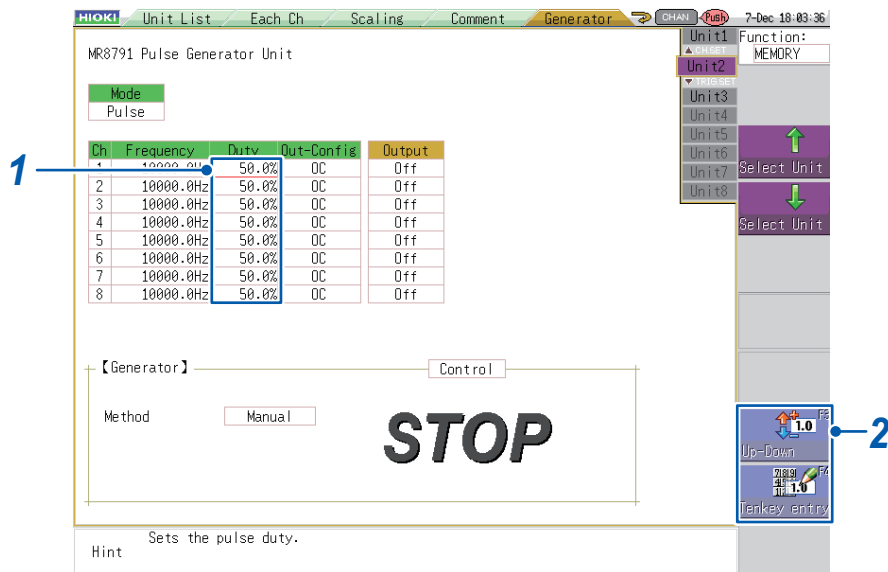 HIOKI Unit List Each Ch Scaling Comment Generator CHAN Push 7-Dec 18:03:36
Unit1 Function:
▲CHSET MEMORY
MR8791 Pulse Generator Unit
Unit2
▼TRIGSET
Mode Unit3
Pulse Unit4
Unit5
Ch Frequency Duty Out-Config Output Unit6
1 1 10000.0Hz 50.0% OC Off Unit7 Select Unit
2 10000.0Hz 50.0% OC Off Unit8
3 10000.0Hz 50.0% OC Off
4 10000.0Hz 50.0% OC Off Select Unit
5 10000.0Hz 50.0% OC Off
6 10000.0Hz 50.0% OC Off
7 10000.0Hz 50.0% OC Off
8 10000.0Hz 50.0% OC Off
【Generator】 Control
Method Manual STOP
1.0 F3 2
Up-Down
1.0 F4
Tenkey entry
Sets the pulse duty.
Hint